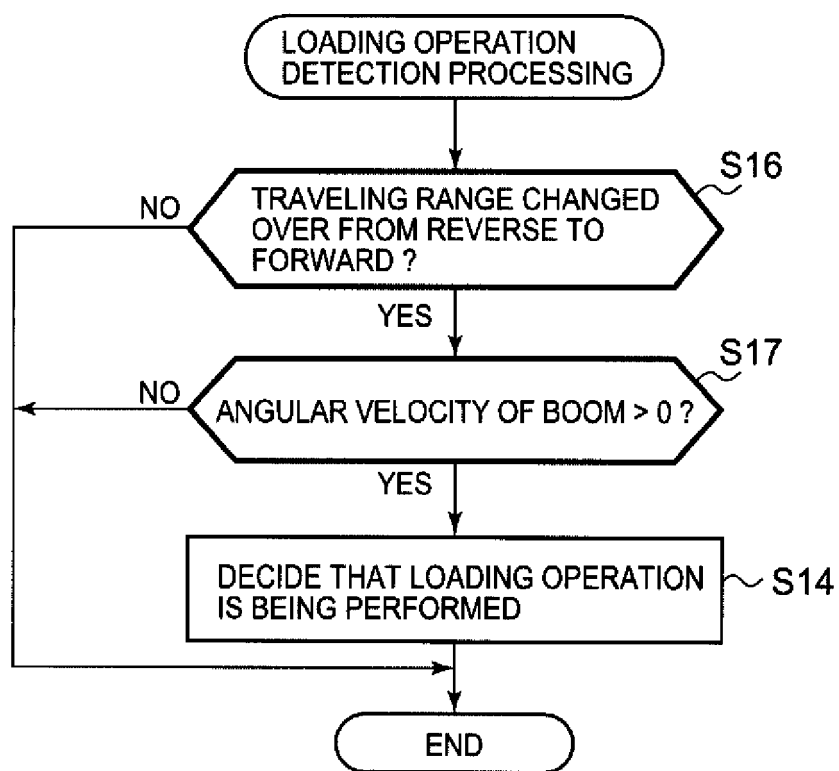 LOADING OPERATION
DETECTION PROCESSING
S16
NO
TRAVELING RANGE CHANGED
OVER FROM REVERSE TO
FORWARD ?
YES
S17
NO
ANGULAR VELOCITY OF BOOM > 0 ?
YES
DECIDE THAT LOADING OPERATION
IS BEING PERFORMED
S14
END